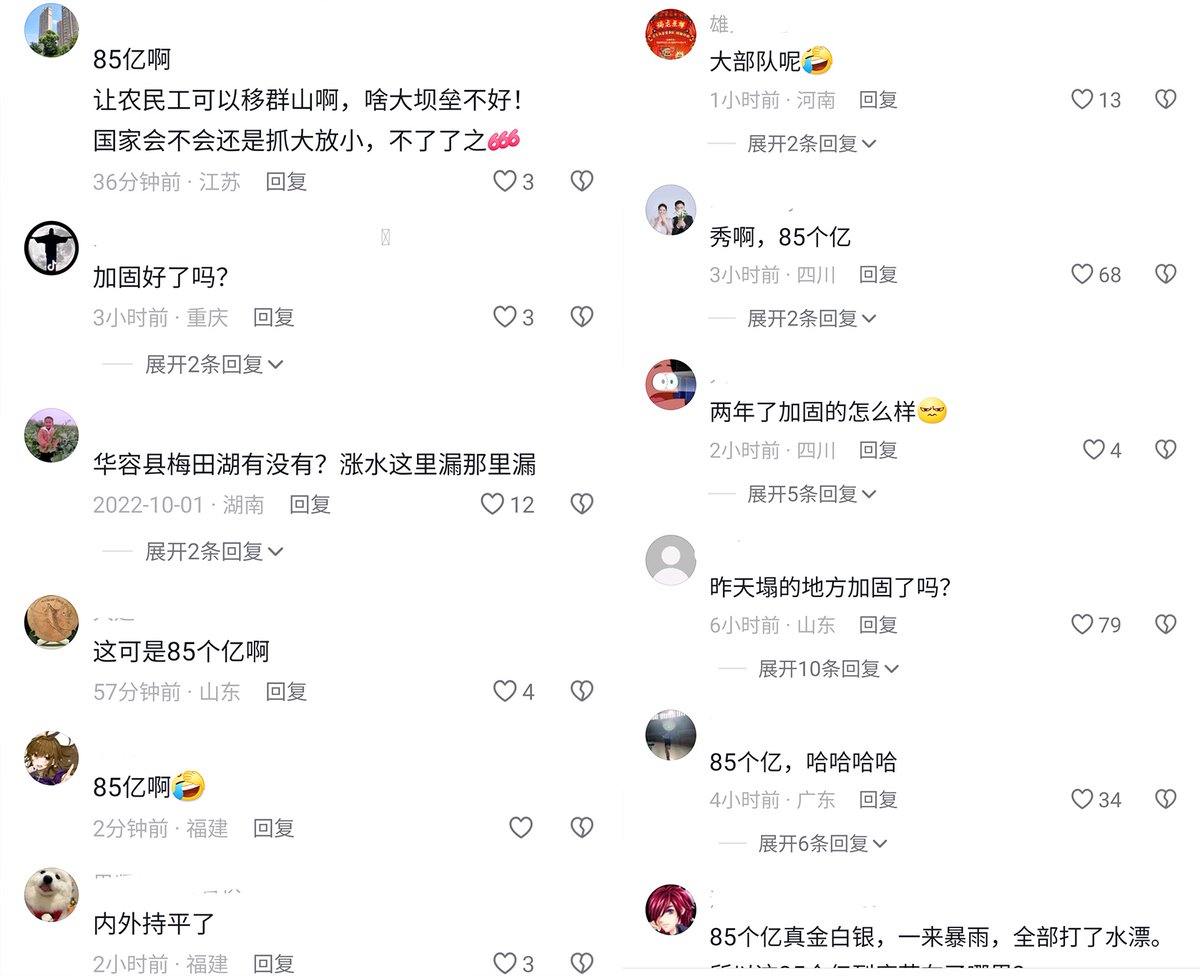 85亿啊
让农民工可以移群山啊，啥大坝垒不好！
国家会不会还是抓大放小，不了了之666
36分钟前 · 江苏 回复 3
加固好了吗？
3小时前 · 重庆 回复 3
展开2条回复
华容县梅田湖有没有？涨水这里漏那里漏
2022-10-01 · 湖南 回复 12
展开2条回复
这可是85个亿啊
57分钟前 · 山东 回复 4
85亿啊
2分钟前 · 福建 回复
内外持平了
2小时前 · 福建 回复 3
雄
大部队呢
1小时前 · 河南 回复 13
展开2条回复
秀啊，85个亿
3小时前 · 四川 回复 68
展开2条回复
两年了加固的怎么样
2小时前 · 四川 回复 4
展开5条回复
昨天塌的地方加固了吗？
6小时前 · 山东 回复 79
展开10条回复
85个亿，哈哈哈哈
4小时前 · 广东 回复 34
展开6条回复
85个亿真金白银，一来暴雨，全部打了水漂。